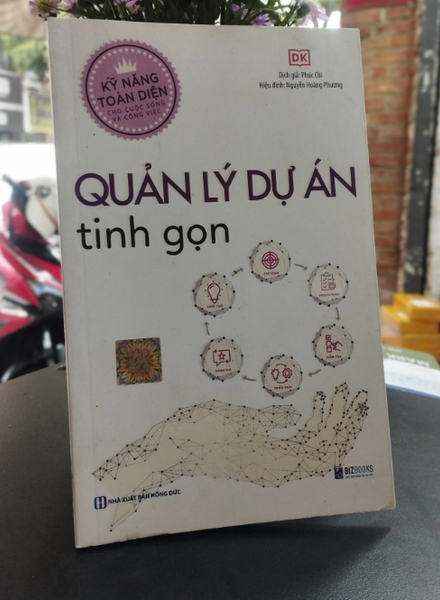 KỸ NĂNG
TOÀN DIỆN
CHO CUỘC SỐNG
VÀ CÔNG VIỆC
DK
Dịch giả: Phúc Chi
Hiệu đính: Nguyễn Hoàng Phương
QUẢN LÝ DỰ ÁN
tinh gọn
NHÀ XUẤT BẢN HỒNG ĐỨC
BIZBOOKS